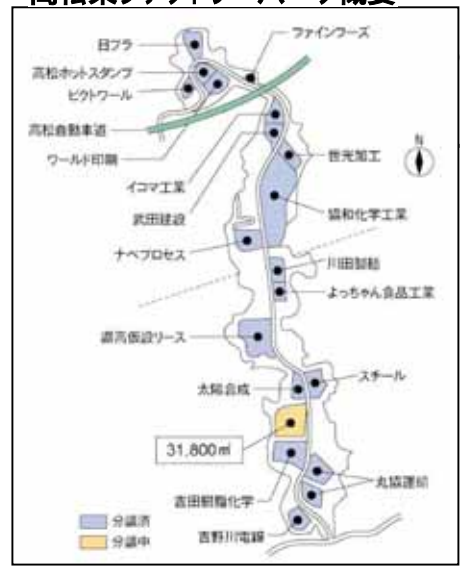 高松東ファクトリーパーク概要
日プラ
ファインフーズ
高松ホットスタンプ
ピクトワール
高松自動車道
ワールド印刷
イコマ工業
世光加工
武田建設
協和化学工業
ナベプロセス
川田製麺
よっちゃん食品工業
道高仮設リース
スチール
太陽合成
31,800㎡
丸協運輸
吉田樹脂化学
吉野川電線
分譲済
分譲中
N